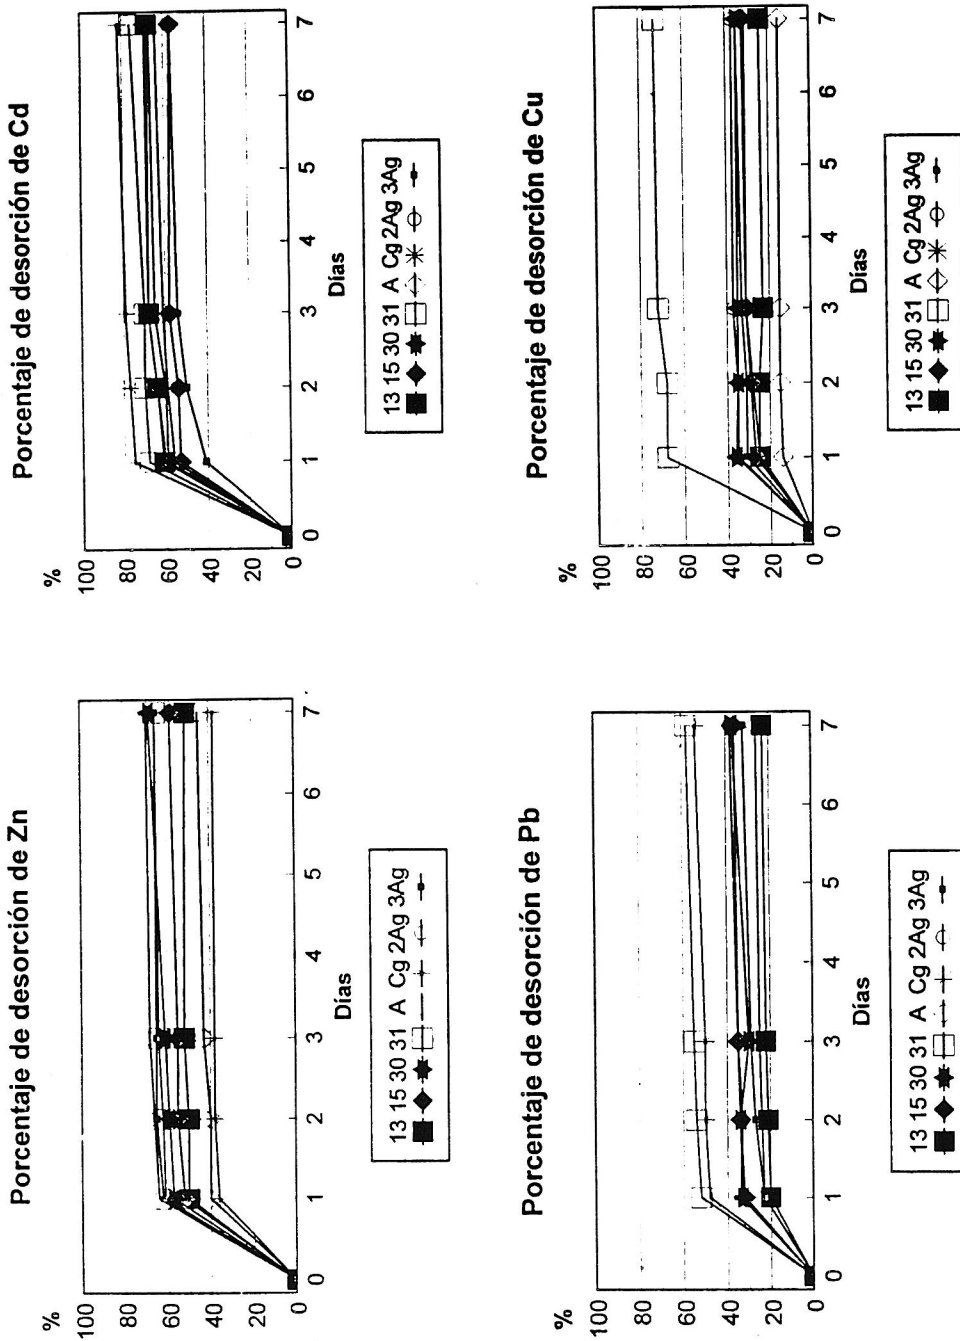 Porcentaje de desorción de Zn
%
100
80
60
40
20
0
0 1 2 3 4 5 6 7
Días
13 15 30 31 A Cg 2Ag 3Ag
Porcentaje de desorción de Cd
%
100
80
60
40
20
0
0 1 2 3 4 5 6 7
Días
13 15 30 31 A Cg 2Ag 3Ag
Porcentaje de desorción de Pb
%
100
80
60
40
20
0
0 1 2 3 4 5 6 7
Días
13 15 30 31 A Cg 2Ag 3Ag
Porcentaje de desorción de Cu
%
100
80
60
40
20
0
0 1 2 3 4 5 6 7
Días
13 15 30 31 A Cg 2Ag 3Ag